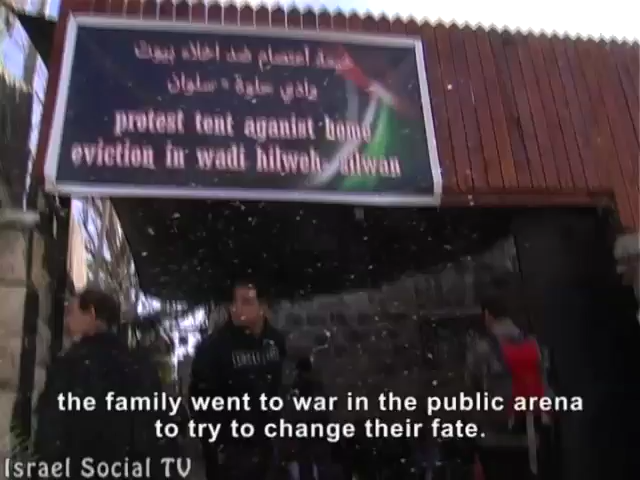 خيمة اعتصام ضد اخلاء بيوت
وادي حلوة - سلوان
protest tent aganist home
eviction in wadi hilweh silwan
the family went to war in the public arena
to try to change their fate.
Israel Social TV